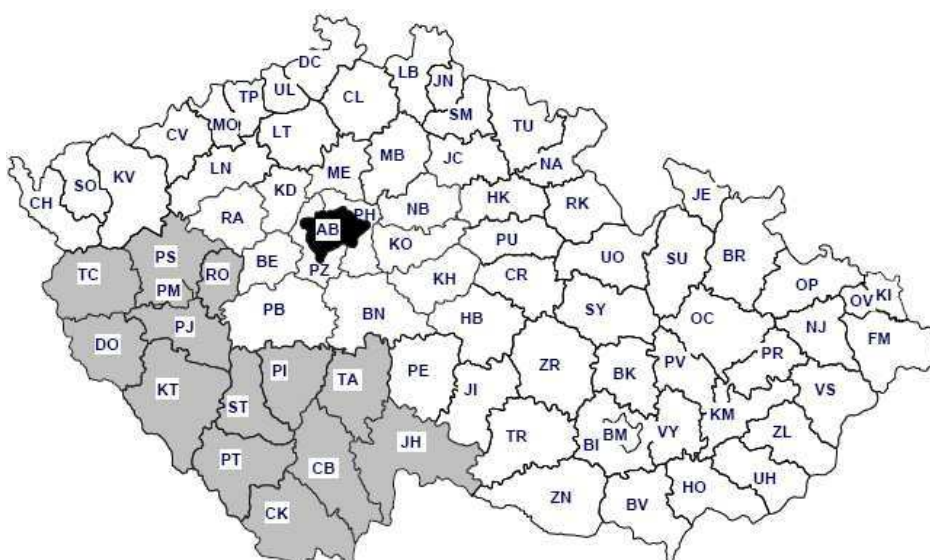 DC
LB
JN
TP
UL
CL
SM
CV
MO
LT
TU
MB
JC
NA
LN
ME
KV
SO
KD
CH
RA
PH
NB
HK
RK
JE
AB
KO
PU
PS
RO
BE
PZ
UO
SU
BR
TC
PM
KH
CR
OP
OV
KI
PJ
PB
BN
HB
SY
OC
NJ
DO
FM
KT
PI
TA
PE
JI
ZR
BK
PV
PR
VS
ST
KM
PT
CB
JH
TR
BI
BM
VY
ZL
CK
ZN
BV
HO
UH